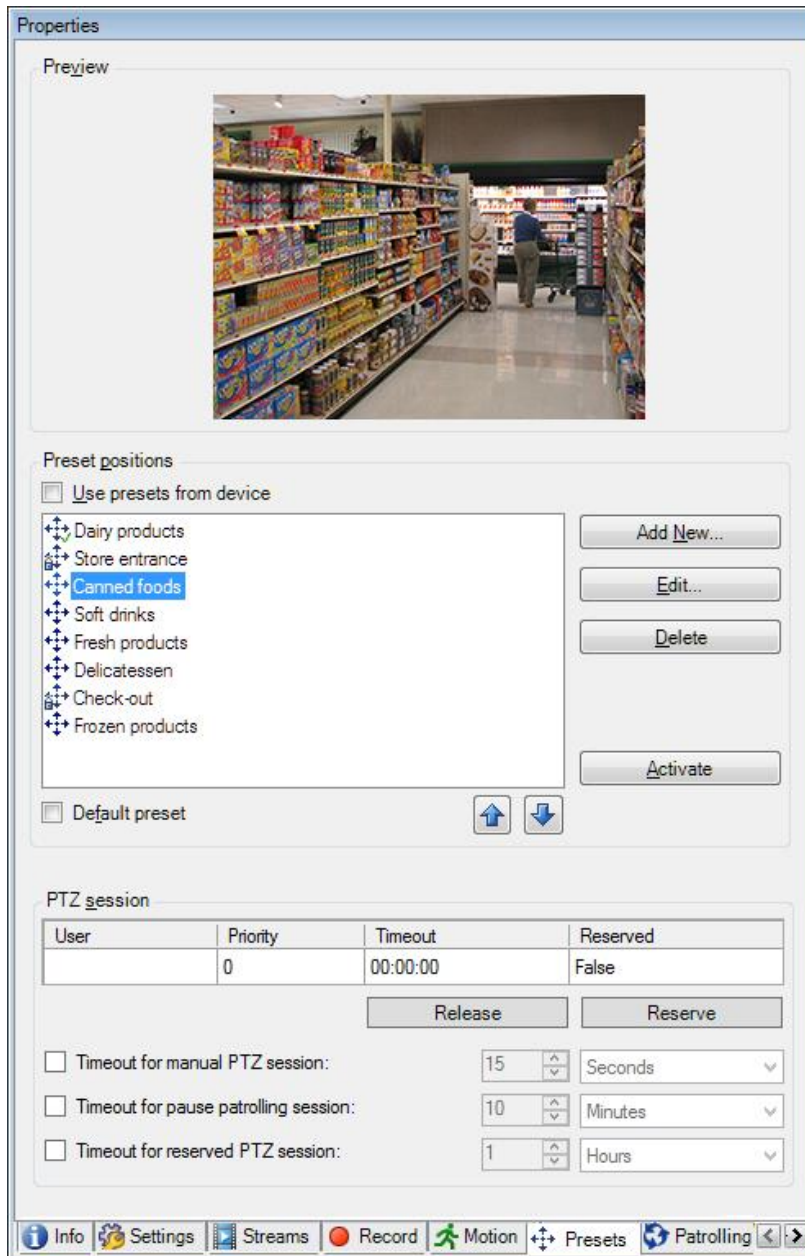 Properties
Preview
Preset positions
Use presets from device
Dairy products
Store entrance
Canned foods
Soft drinks
Fresh products
Delicatessen
Check-out
Frozen products
Add New...
Edit...
Delete
Activate
Default preset
PTZ session
User Priority Timeout Reserved
0 00:00:00 False
Release Reserve
Timeout for manual PTZ session: 15 Seconds
Timeout for pause patrolling session: 10 Minutes
Timeout for reserved PTZ session: 1 Hours
Info Settings Streams Record Motion Presets Patrolling